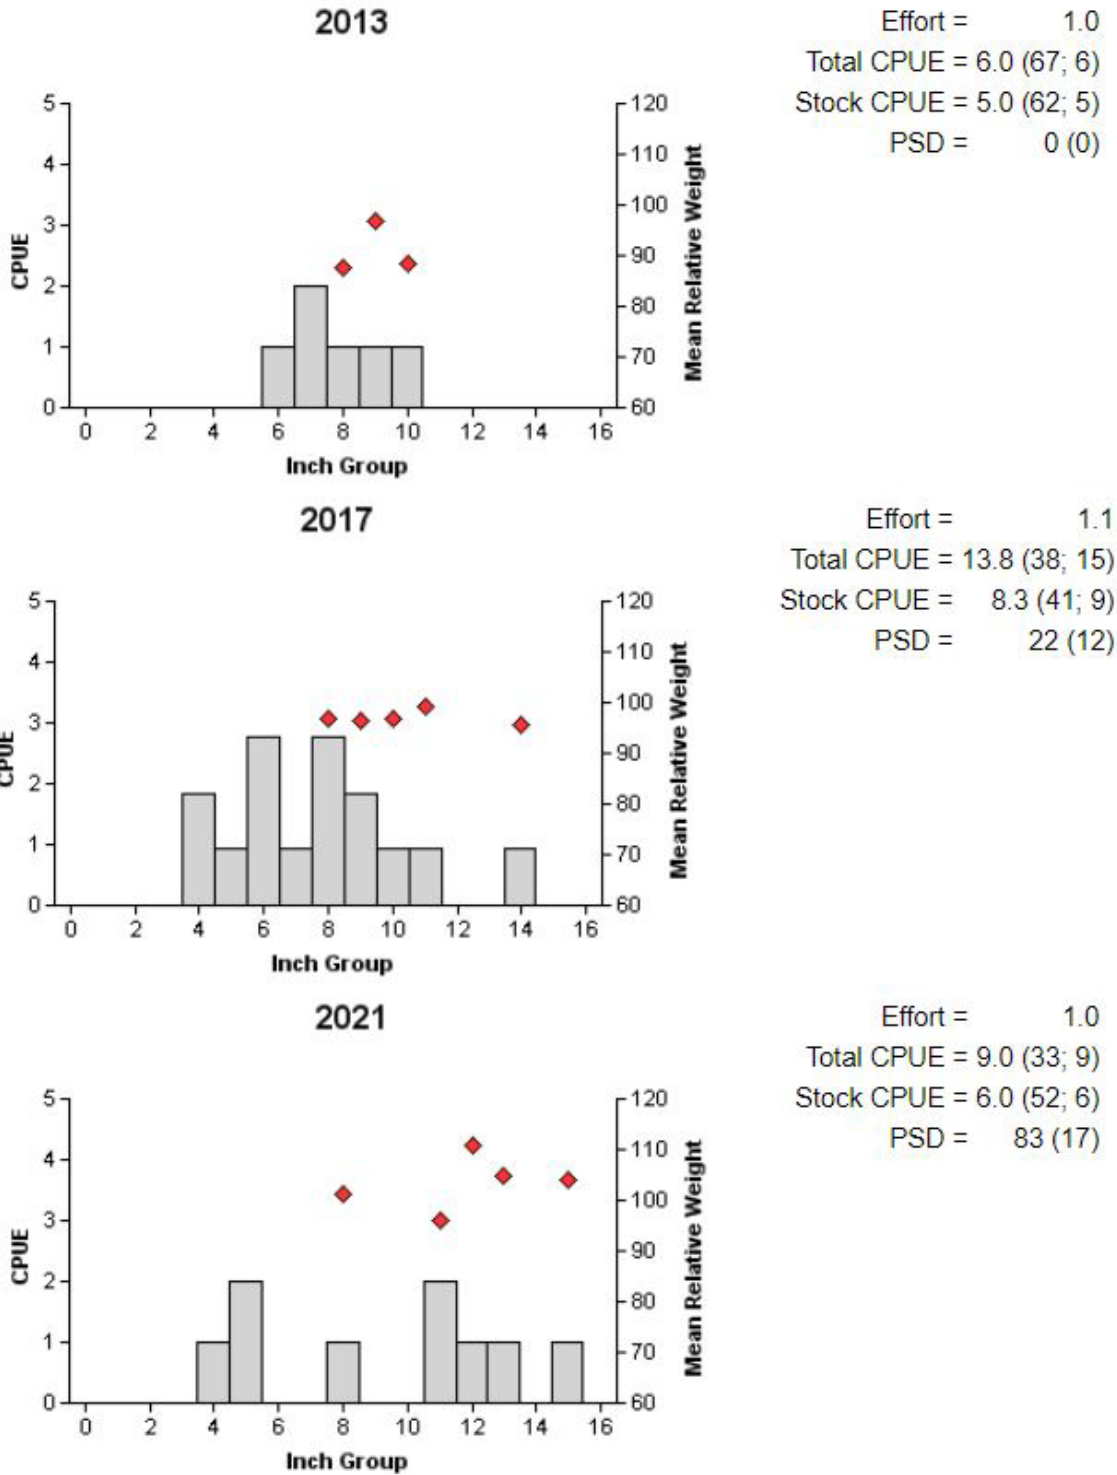 2013
Effort = 1.0
Total CPUE = 6.0 (67; 6)
Stock CPUE = 5.0 (62; 5)
PSD = 0 (0)
5
4
3
2
1
0
CPUE
120
110
100
90
80
70
60
Mean Relative Weight
0 2 4 6 8 10 12 14 16
Inch Group
2017
Effort = 1.1
Total CPUE = 13.8 (38; 15)
Stock CPUE = 8.3 (41; 9)
PSD = 22 (12)
5
4
3
2
1
0
CPUE
120
110
100
90
80
70
60
Mean Relative Weight
0 2 4 6 8 10 12 14 16
Inch Group
2021
Effort = 1.0
Total CPUE = 9.0 (33; 9)
Stock CPUE = 6.0 (52; 6)
PSD = 83 (17)
5
4
3
2
1
0
CPUE
120
110
100
90
80
70
60
Mean Relative Weight
0 2 4 6 8 10 12 14 16
Inch Group